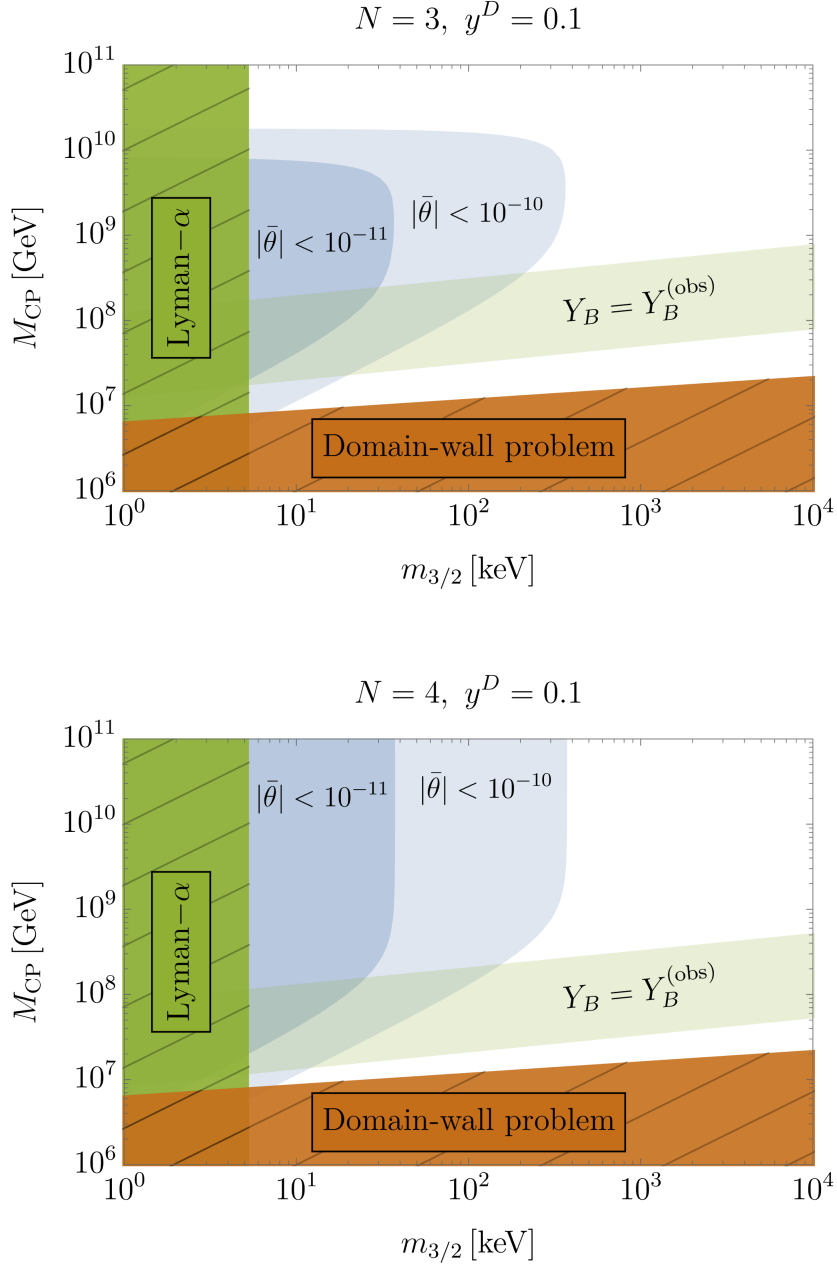 N = 3, y^D = 0.1
10^11
10^10
10^9
10^8
10^7
10^6
M_CP [GeV]
Lyman−α
|θ̄| < 10^−11
|θ̄| < 10^−10
Y_B = Y_B^(obs)
Domain-wall problem
10^0
10^1
10^2
10^3
10^4
m_3/2 [keV]
N = 4, y^D = 0.1
10^11
10^10
10^9
10^8
10^7
10^6
M_CP [GeV]
Lyman−α
|θ̄| < 10^−11
|θ̄| < 10^−10
Y_B = Y_B^(obs)
Domain-wall problem
10^0
10^1
10^2
10^3
10^4
m_3/2 [keV]